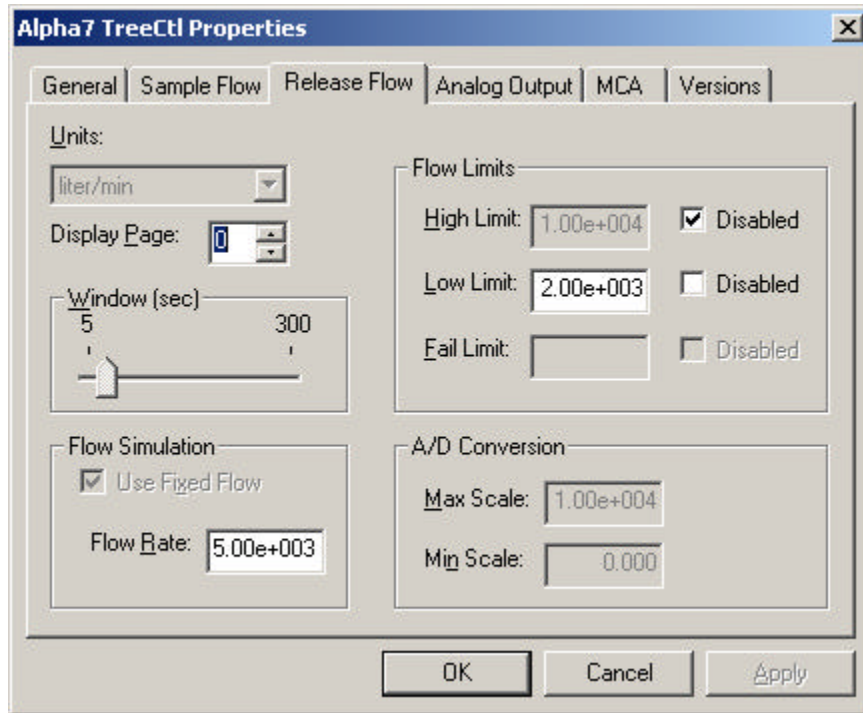 Alpha7 TreeCtl Properties
General Sample Flow Release Flow Analog Output MCA Versions
Units:
liter/min
Display Page: 0
Window (sec)
5 300
Flow Simulation
Use Fixed Flow
Flow Rate: 5.00e+003
Flow Limits
High Limit: 1.00e+004 Disabled
Low Limit: 2.00e+003 Disabled
Fail Limit: Disabled
A/D Conversion
Max Scale: 1.00e+004
Min Scale: 0.000
OK Cancel Apply